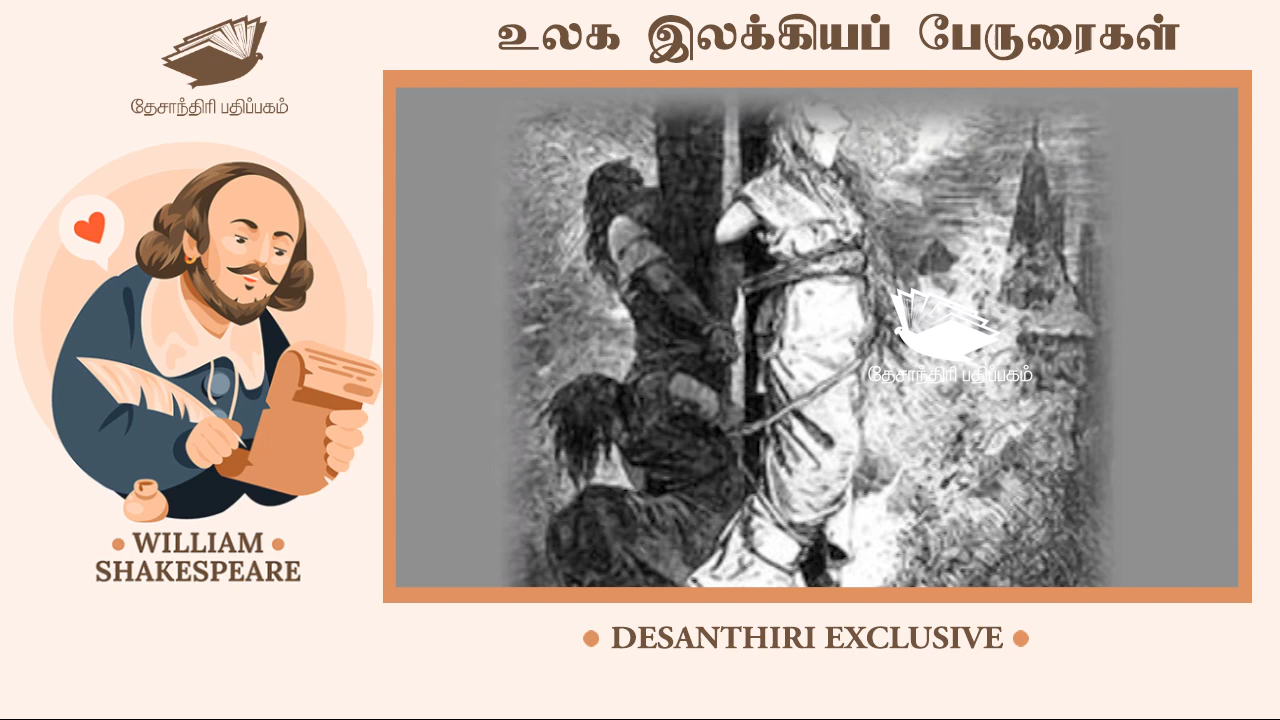 உலக இலக்கியப் பேருரைகள்
தேசாந்திரி பதிப்பகம்
தேசாந்திரி பதிப்பகம்
WILLIAM
SHAKESPEARE
DESANTHIRI EXCLUSIVE